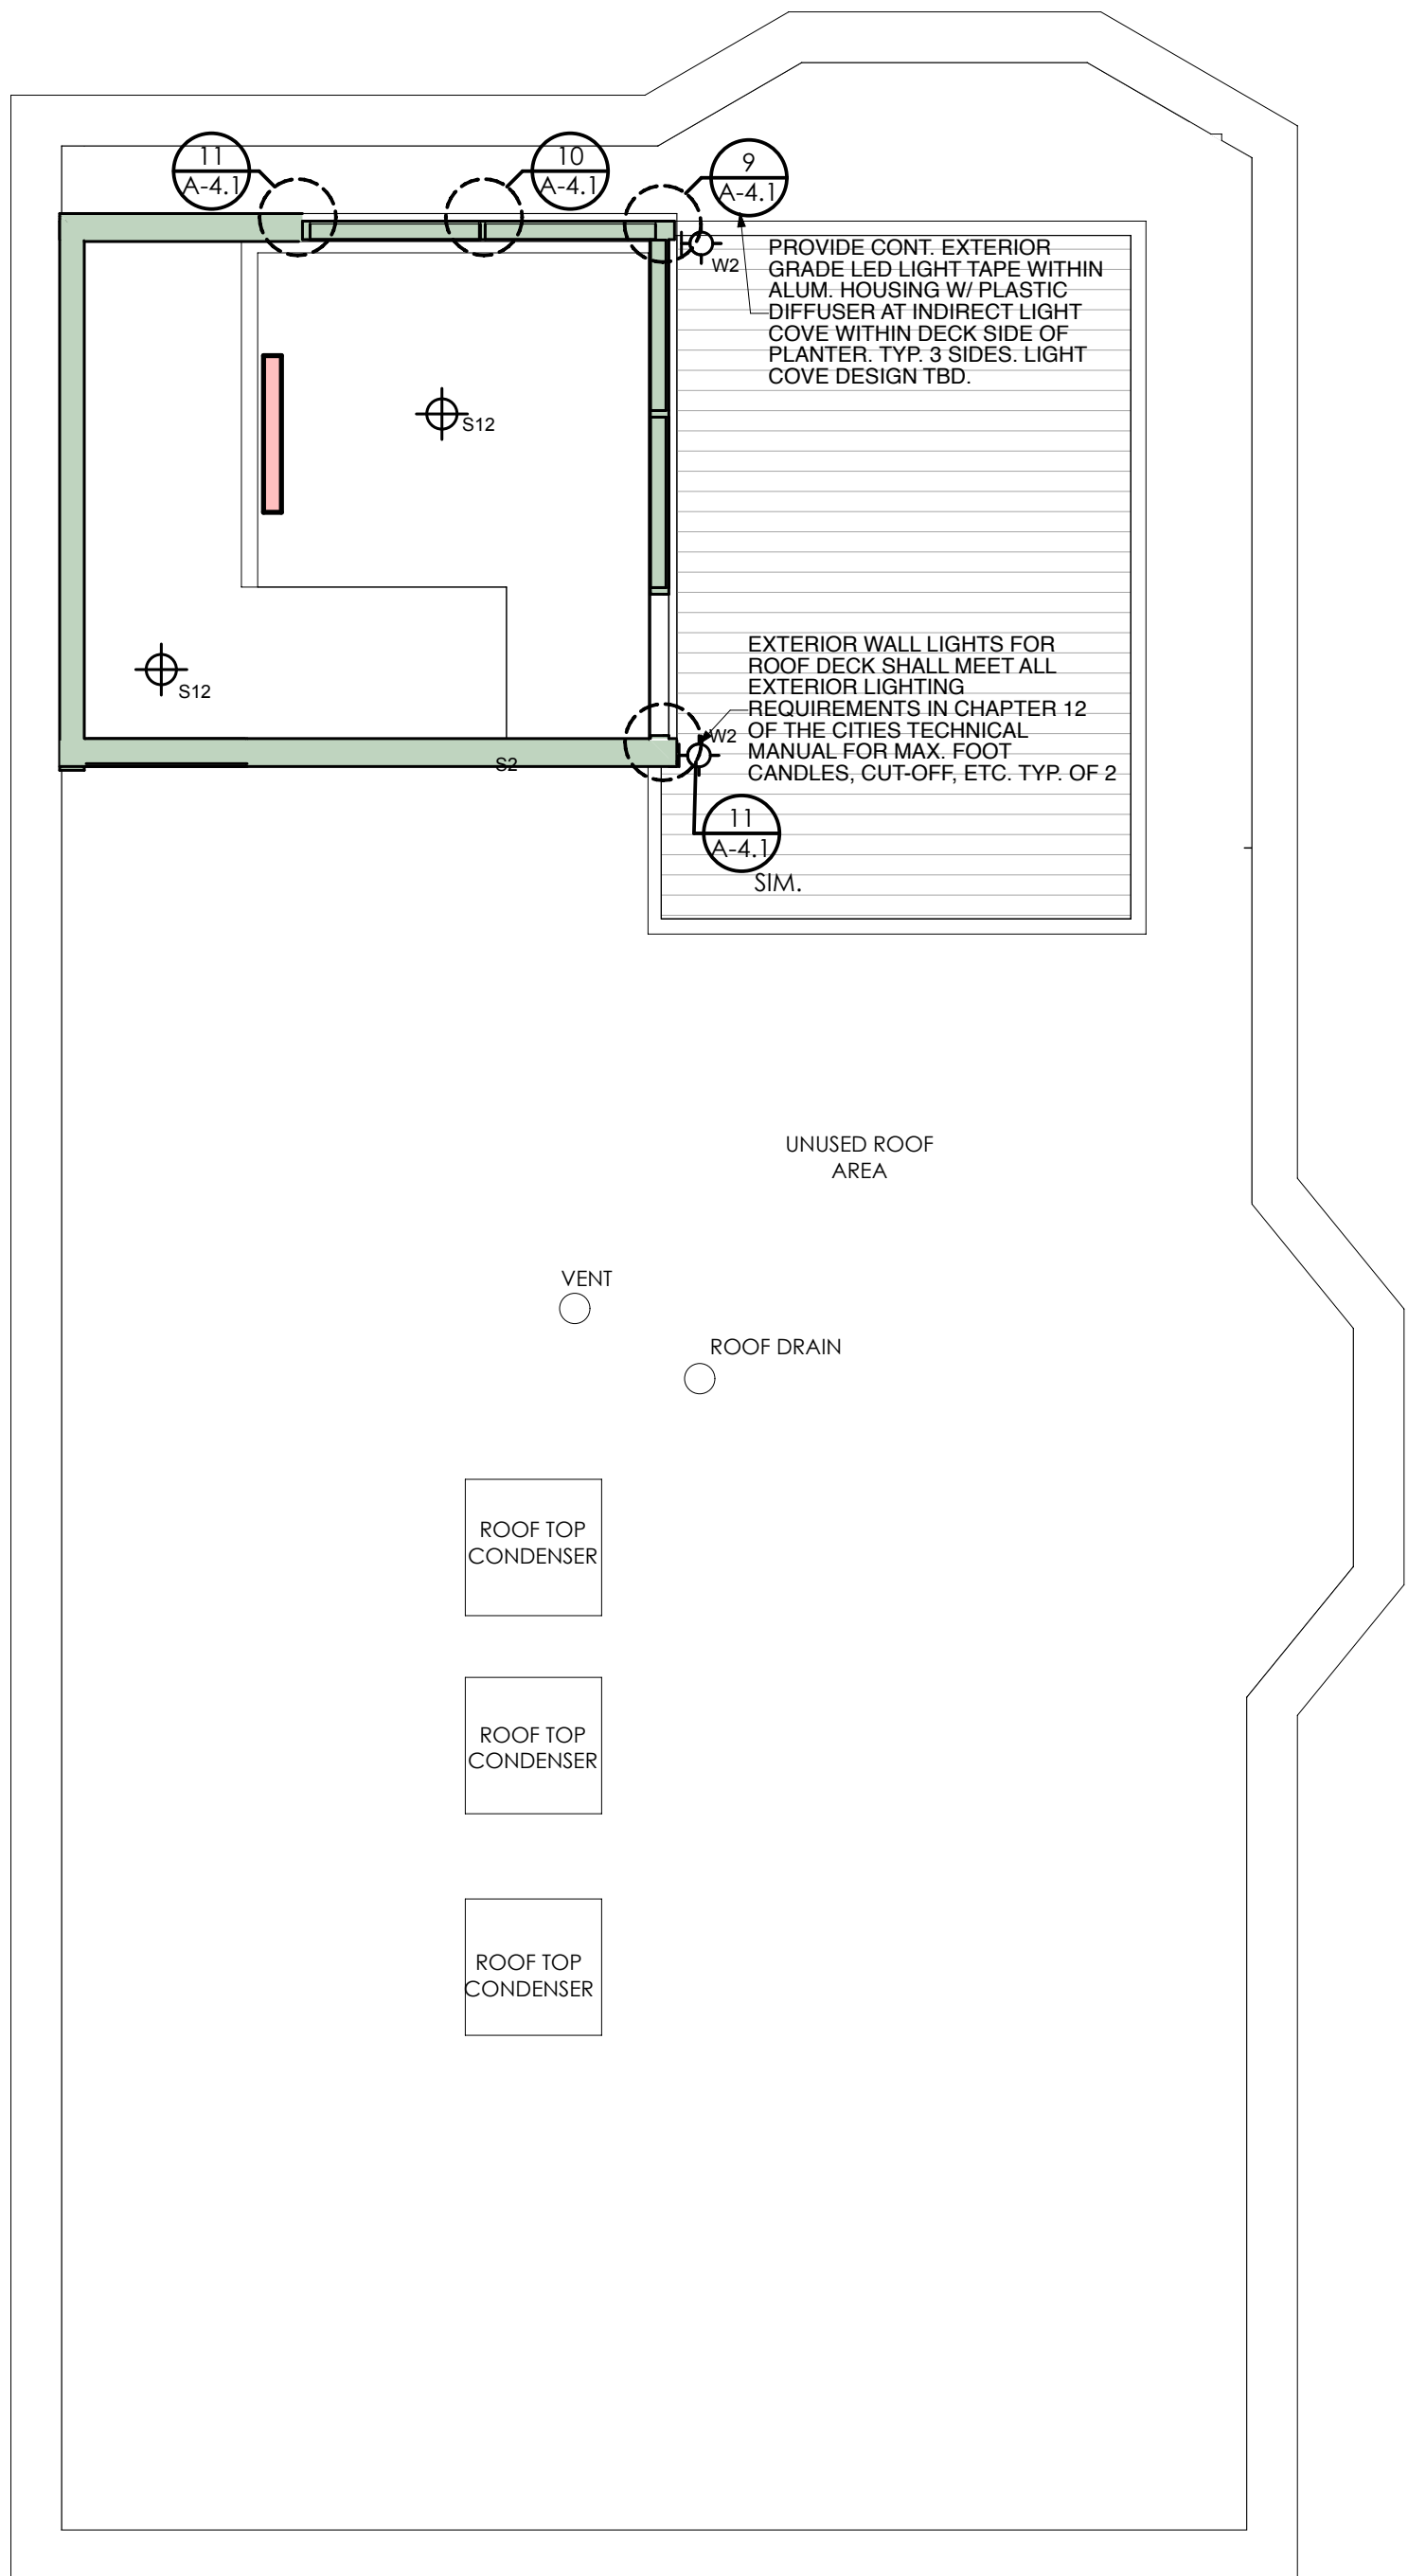 11
A-4.1
10
A-4.1
9
A-4.1
W2
PROVIDE CONT. EXTERIOR
GRADE LED LIGHT TAPE WITHIN
ALUM. HOUSING W/ PLASTIC
DIFFUSER AT INDIRECT LIGHT
COVE WITHIN DECK SIDE OF
PLANTER. TYP. 3 SIDES. LIGHT
COVE DESIGN TBD.
S12
S12
EXTERIOR WALL LIGHTS FOR
ROOF DECK SHALL MEET ALL
EXTERIOR LIGHTING
REQUIREMENTS IN CHAPTER 12
OF THE CITIES TECHNICAL
MANUAL FOR MAX. FOOT
CANDLES, CUT-OFF, ETC. TYP. OF 2
W2
S2
11
A-4.1
SIM.
UNUSED ROOF
AREA
VENT
ROOF DRAIN
ROOF TOP
CONDENSER
ROOF TOP
CONDENSER
ROOF TOP
CONDENSER